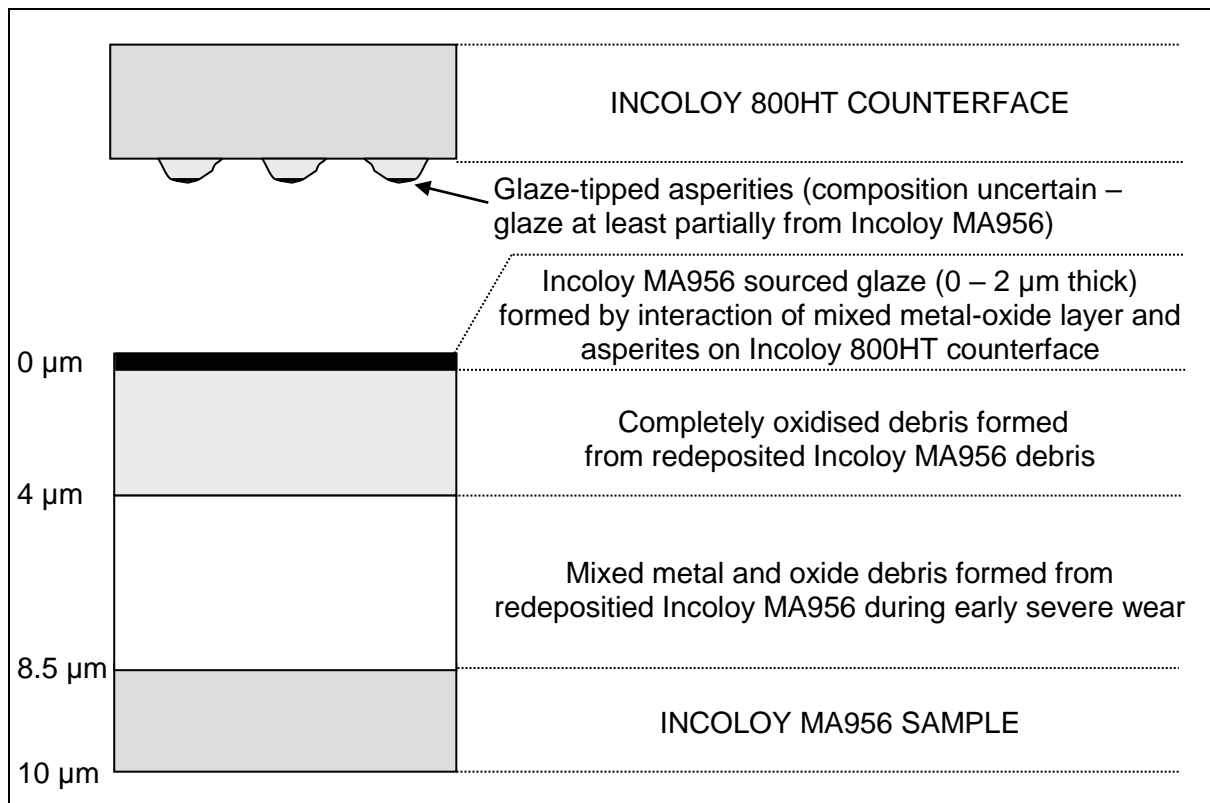 INCOLOY 800HT COUNTERFACE
Glaze-tipped asperities (composition uncertain –
glaze at least partially from Incoloy MA956)
Incoloy MA956 sourced glaze (0 – 2 µm thick)
formed by interaction of mixed metal-oxide layer and
asperites on Incoloy 800HT counterface
0 µm
Completely oxidised debris formed
from redeposited Incoloy MA956 debris
4 µm
Mixed metal and oxide debris formed from
redepositied Incoloy MA956 during early severe wear
8.5 µm
INCOLOY MA956 SAMPLE
10 µm